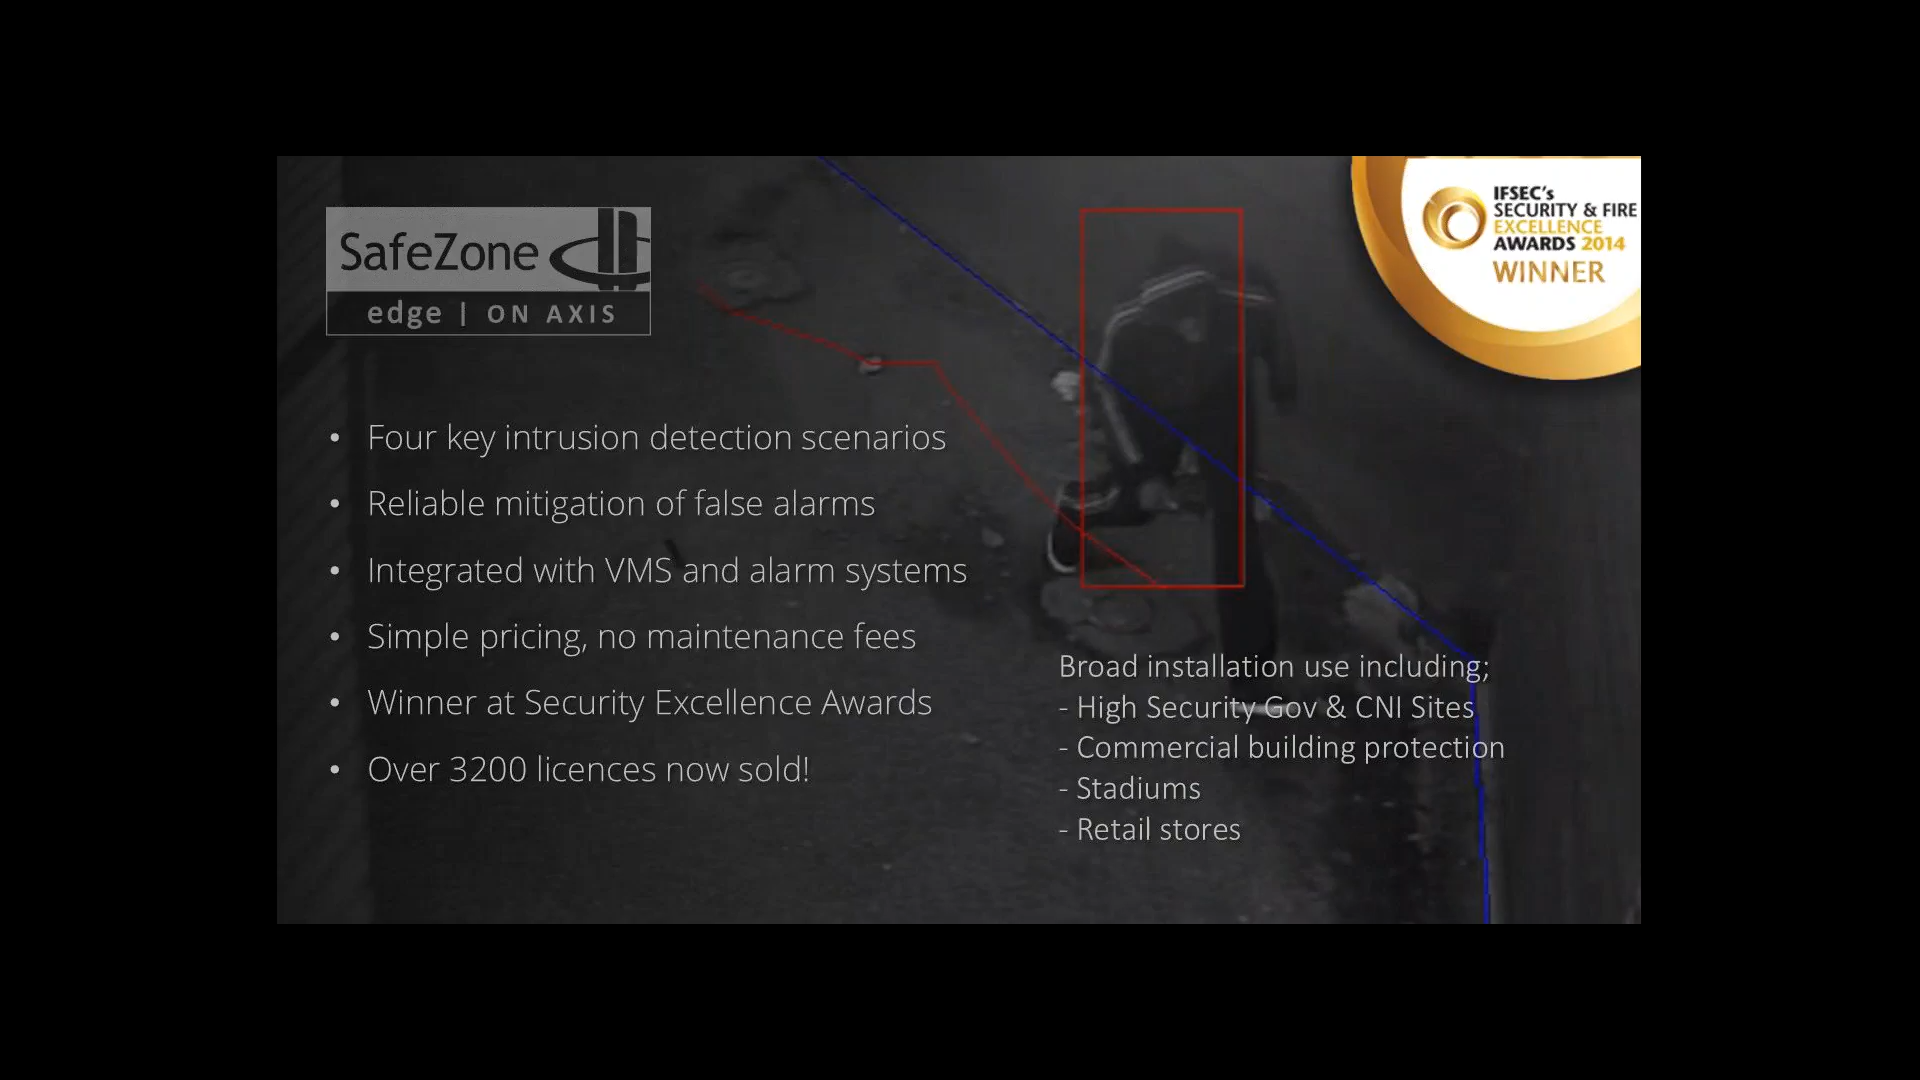 SafeZone
edge | ON AXIS
IFSEC's
SECURITY & FIRE
EXCELLENCE
AWARDS 2014
WINNER
• Four key intrusion detection scenarios
• Reliable mitigation of false alarms
• Integrated with VMS and alarm systems
• Simple pricing, no maintenance fees
• Winner at Security Excellence Awards
• Over 3200 licences now sold!
Broad installation use including;
- High Security Gov & CNI Sites
- Commercial building protection
- Stadiums
- Retail stores